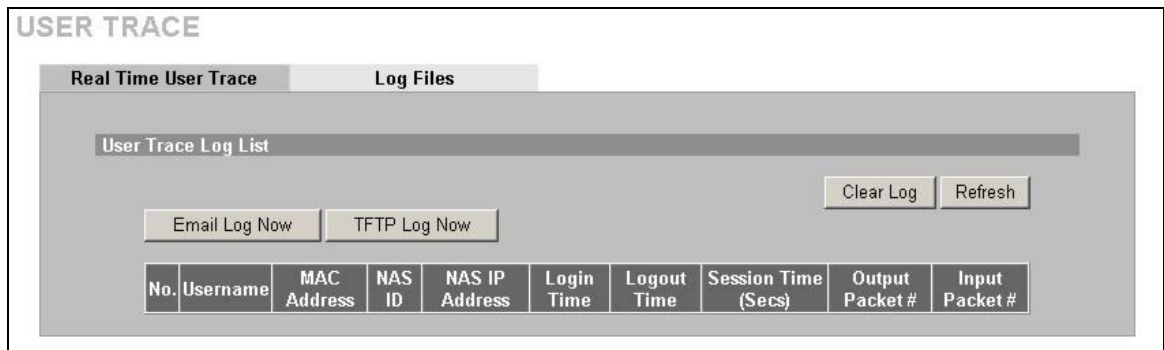 USER TRACE
Real Time User Trace Log Files
User Trace Log List
Clear Log Refresh
Email Log Now TFTP Log Now
No. Username MAC Address NAS ID NAS IP Address Login Time Logout Time Session Time (Secs) Output Packet # Input Packet #